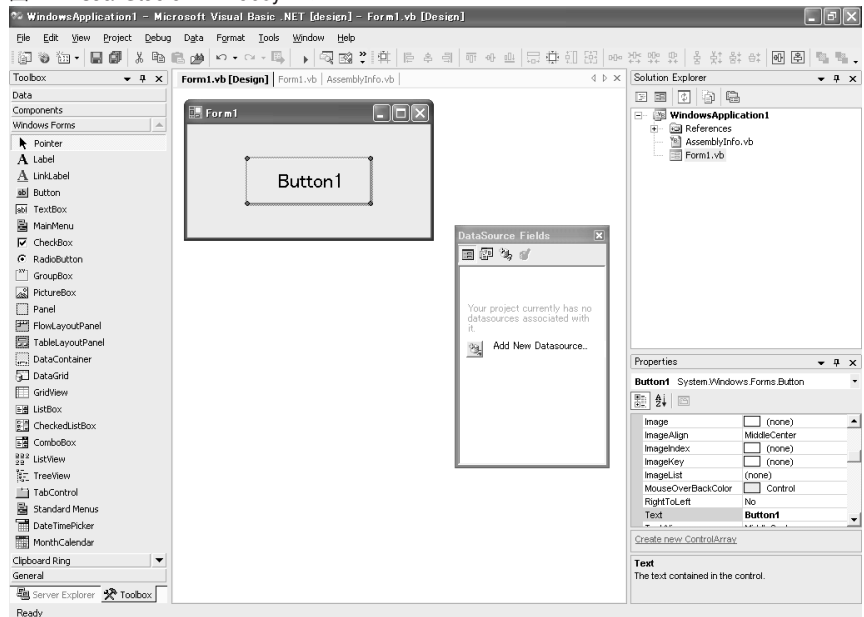 WindowsApplication1 - Microsoft Visual Basic .NET [design] - Form1.vb [Design]
File Edit View Project Debug Data Format Tools Window Help
Toolbox
Data
Components
Windows Forms
Pointer
Label
LinkLabel
Button
TextBox
MainMenu
CheckBox
RadioButton
GroupBox
PictureBox
Panel
FlowLayoutPanel
TableLayoutPanel
DataContainer
DataGrid
GridView
ListBox
CheckedListBox
ComboBox
ListView
TreeView
TabControl
Standard Menus
DateTimePicker
MonthCalendar
Clipboard Ring
General
Server Explorer Toolbox
Form1.vb [Design] Form1.vb AssemblyInfo.vb
Form1
Button1
DataSource Fields
Your project currently has no
datasources associated with
it.
Add New Datasource...
Solution Explorer
WindowsApplication1
References
AssemblyInfo.vb
Form1.vb
Properties
Button1 System.Windows.Forms.Button
Image (none)
ImageAlign MiddleCenter
ImageIndex (none)
ImageKey (none)
ImageList (none)
MouseOverBackColor Control
RightToLeft No
Text Button1
Create new ControlArray
Text
The text contained in the control.
Ready